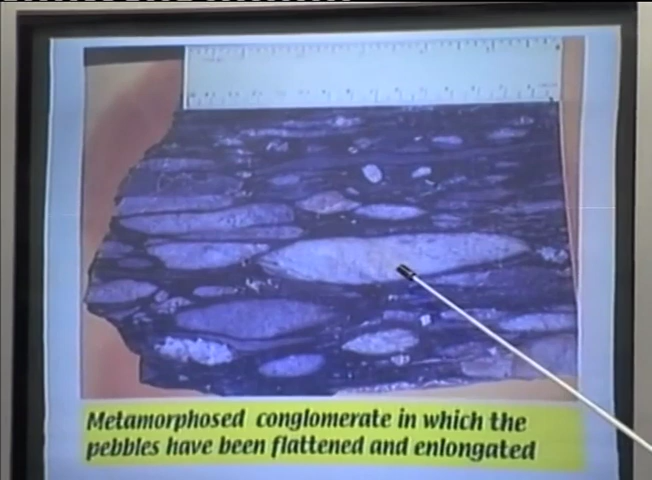 Metamorphosed conglomerate in which the
pebbles have been flattened and enlongated